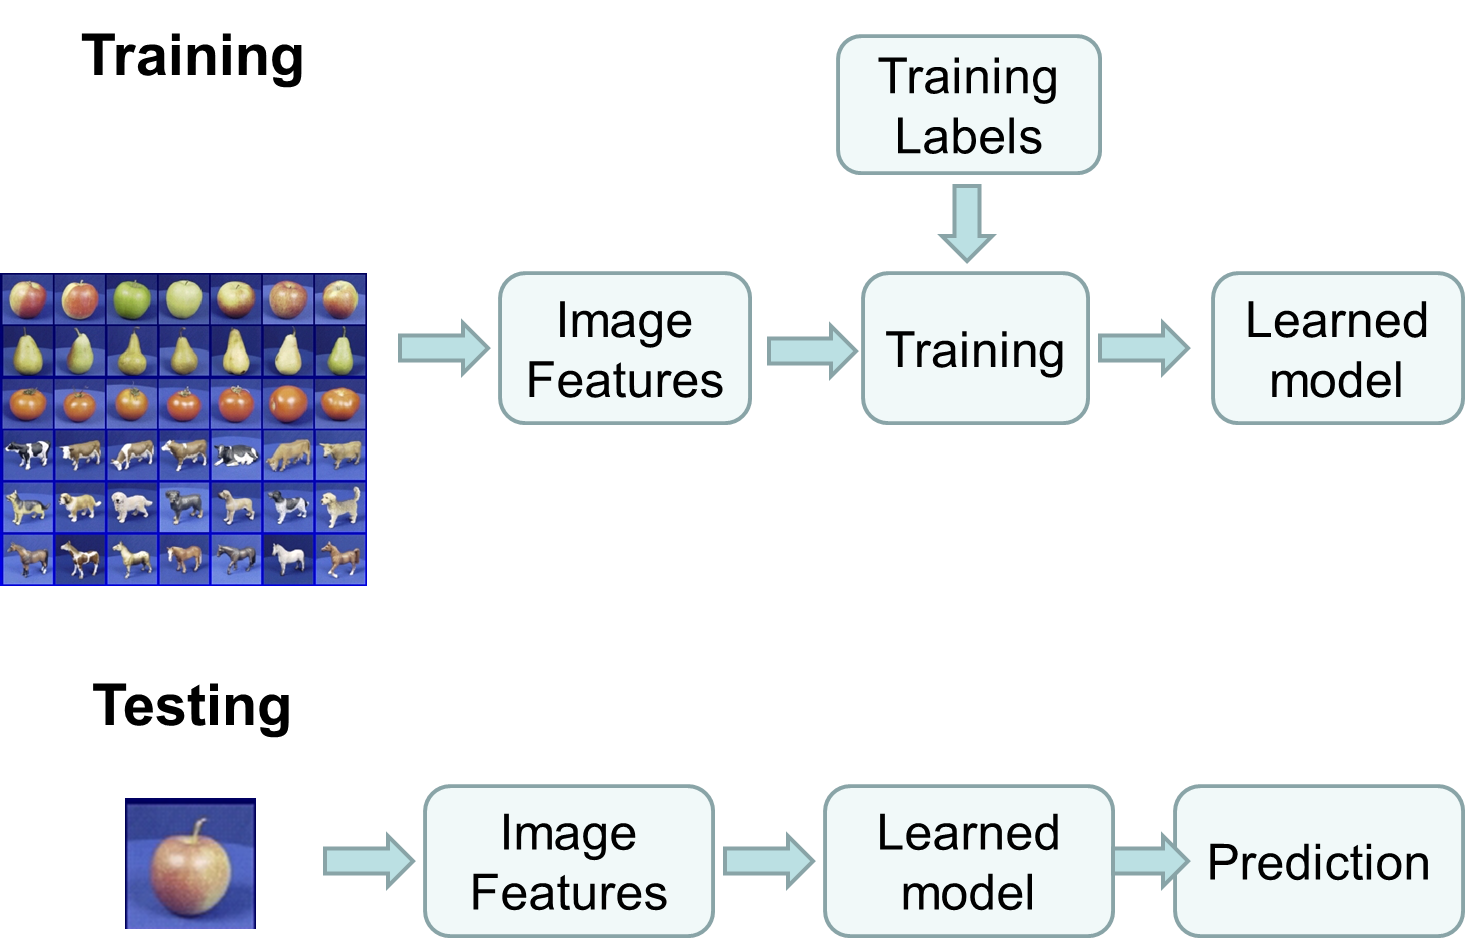 Training
Training
Labels
Image
Features
Training
Learned
model
Testing
Image
Features
Learned
model
Prediction